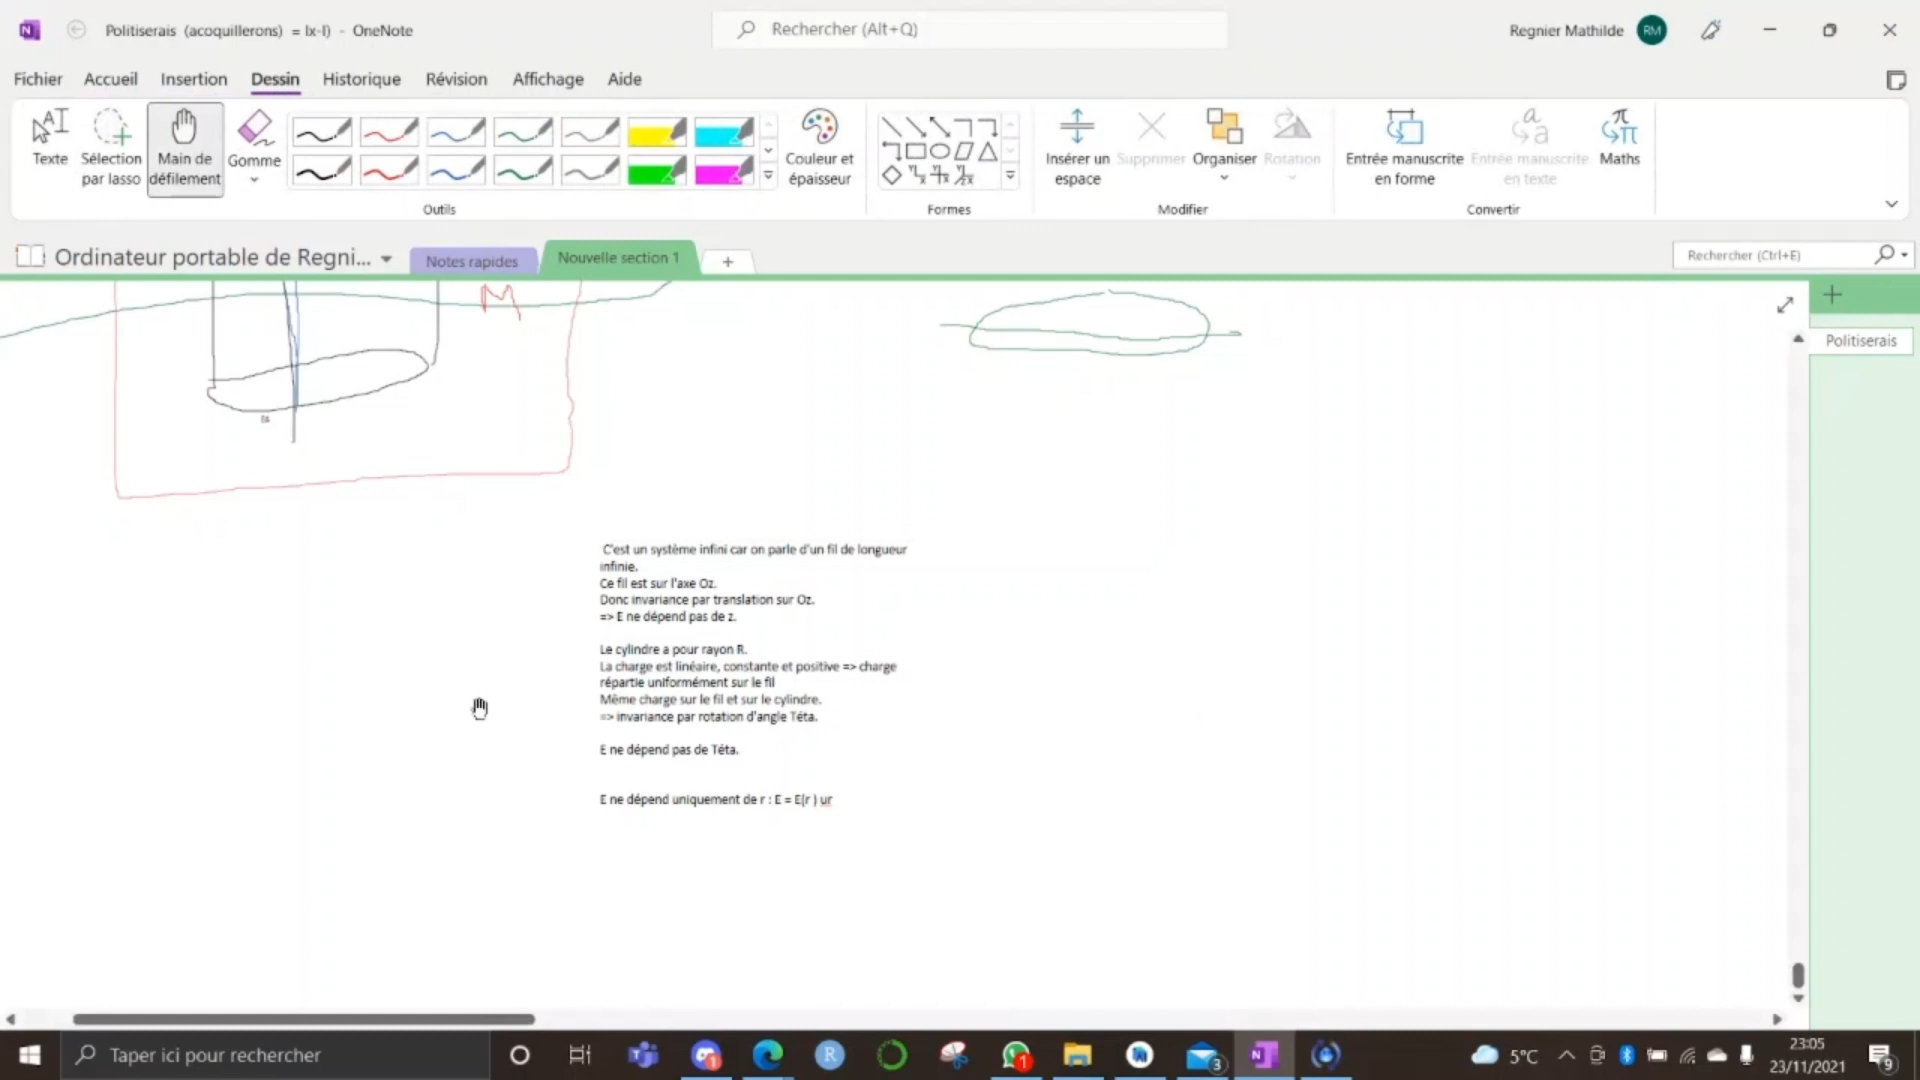 Politiserais (acoquillerons) = lx-l) - OneNote
Rechercher (Alt+Q)
Regnier Mathilde
RM
Fichier
Accueil
Insertion
Dessin
Historique
Révision
Affichage
Aide
Texte
Sélection
par lasso
Main de
défilement
Gomme
Couleur et
épaisseur
Insérer un
espace
Supprimer
Organiser
Rotation
Entrée manuscrite
en forme
Entrée manuscrite
en texte
Maths
Outils
Formes
Modifier
Convertir
Ordinateur portable de Regni...
Notes rapides
Nouvelle section 1
+
Rechercher (Ctrl+E)
Politiserais
M
C'est un système infini car on parle d'un fil de longueur
infinie.
Ce fil est sur l'axe Oz.
Donc invariance par translation sur Oz.
=> E ne dépend pas de z.
Le cylindre a pour rayon R.
La charge est linéaire, constante et positive => charge
répartie uniformément sur le fil
Même charge sur le fil et sur le cylindre.
=> invariance par rotation d'angle Téta.
E ne dépend pas de Téta.
E ne dépend uniquement de r : E = E(r ) ur
Taper ici pour rechercher
5°C
23:05
23/11/2021